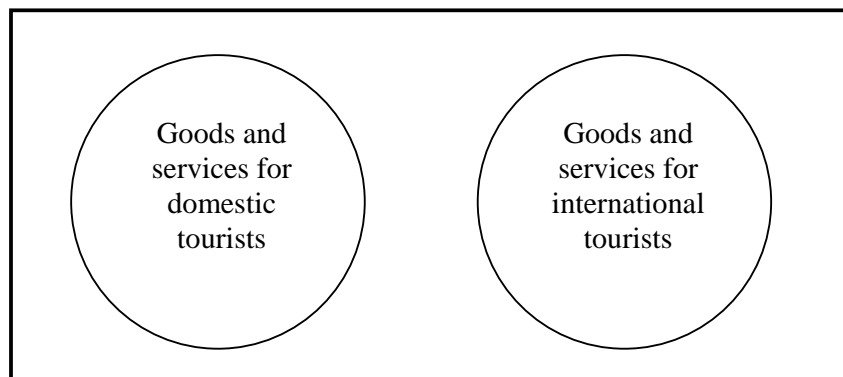 Goods and
services for
domestic
tourists
Goods and
services for
international
tourists